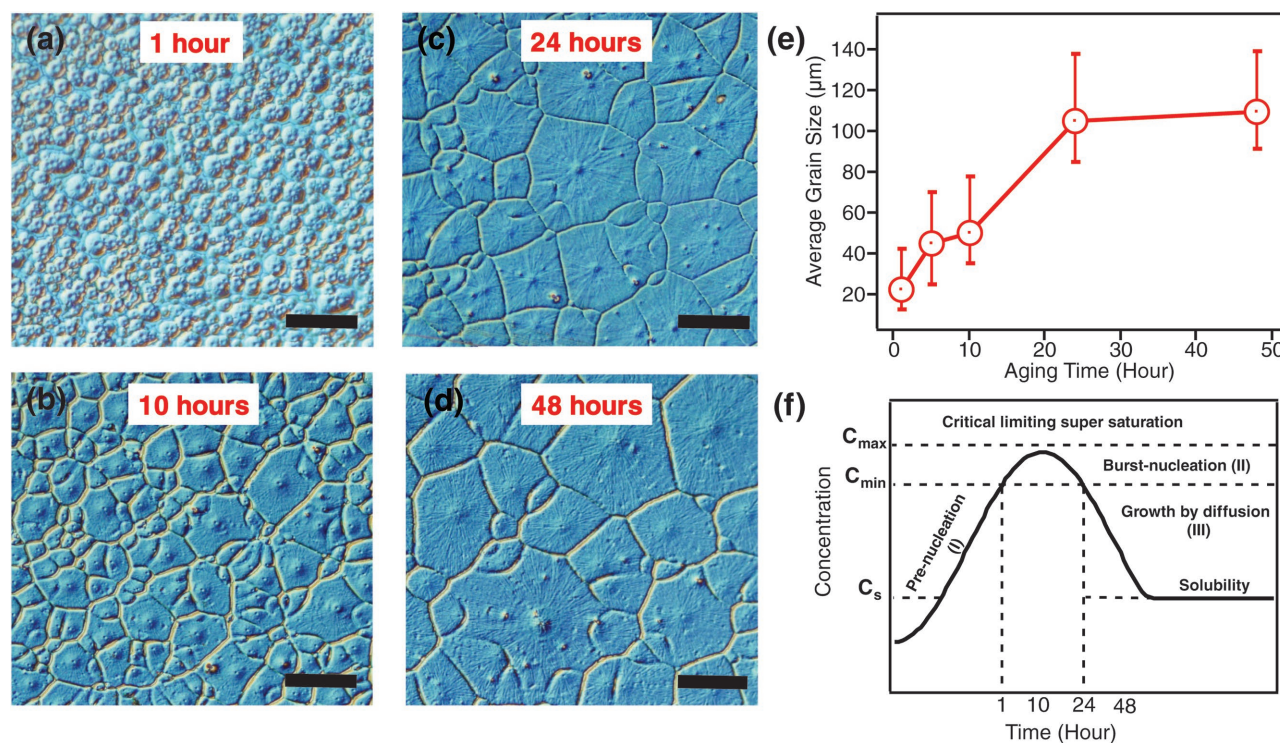 (a)
1 hour
(c)
24 hours
(b)
10 hours
(d)
48 hours
(e)
Average Grain Size (µm)
140
120
100
80
60
40
20
0
10
20
30
40
50
Aging Time (Hour)
(f)
Concentration
Cmax
Cmin
Cs
Critical limiting super saturation
Burst-nucleation (II)
Pre-nucleation
(I)
Growth by diffusion
(III)
Solubility
1
10
24
48
Time (Hour)